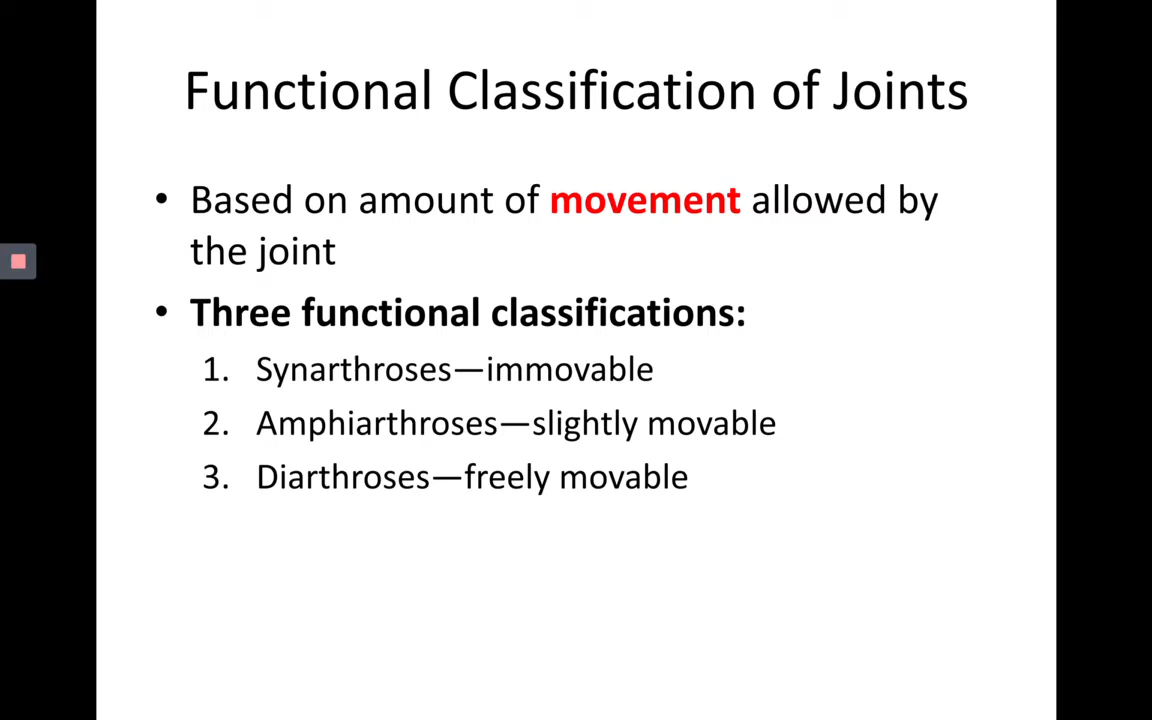 Functional Classification of Joints
• Based on amount of movement allowed by
the joint
• Three functional classifications:
1. Synarthroses—immovable
2. Amphiarthroses—slightly movable
3. Diarthroses—freely movable